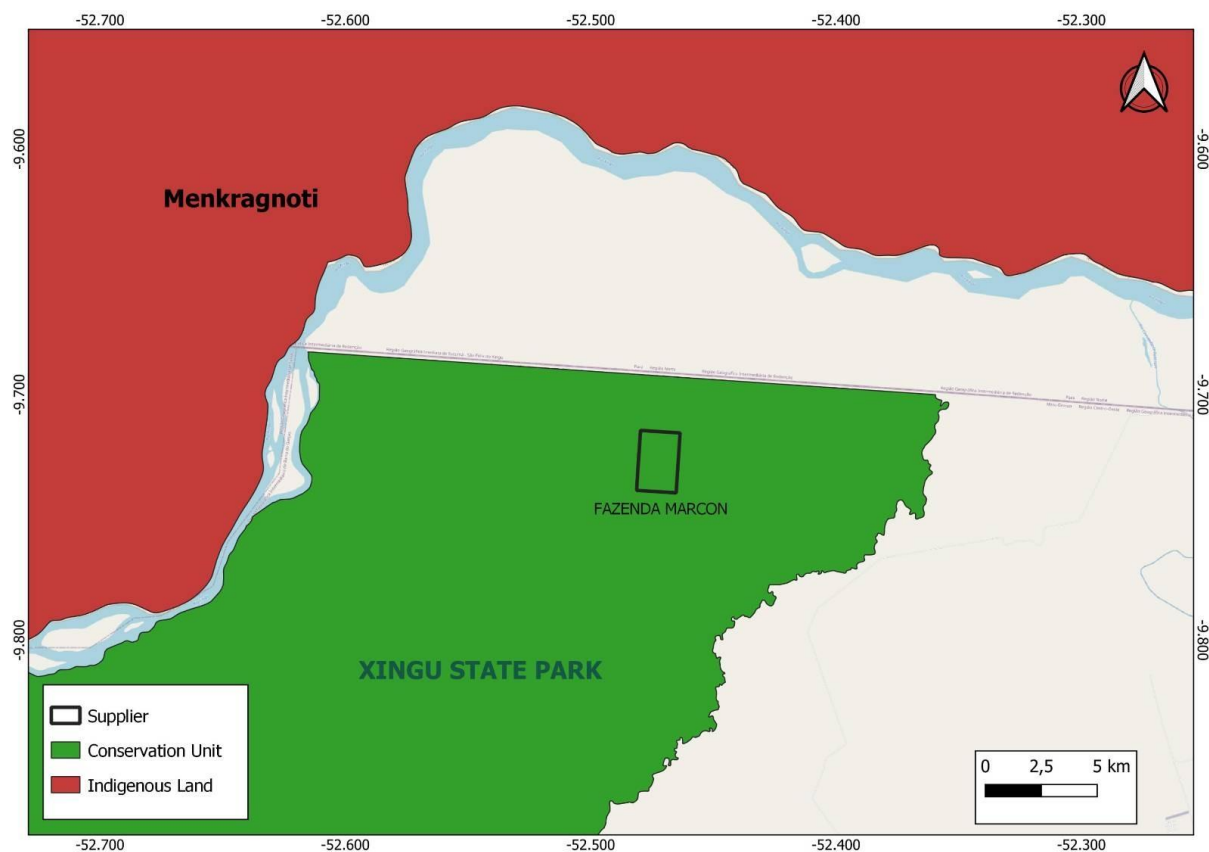 -52.700 -52.600 -52.500 -52.400 -52.300
-9.600 -9.600
Menkragnoti
-9.700 -9.700
FAZENDA MARCON
-9.800 -9.800
XINGU STATE PARK
Supplier
Conservation Unit
Indigenous Land
0 2,5 5 km
-52.700 -52.600 -52.500 -52.400 -52.300